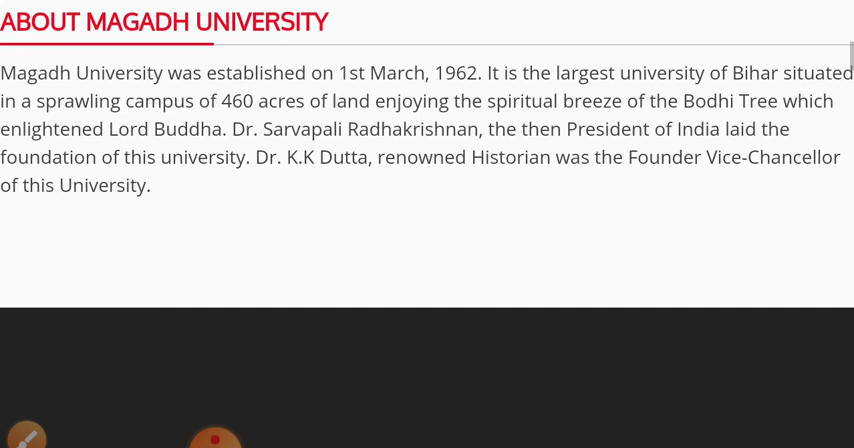 ABOUT MAGADH UNIVERSITY
Magadh University was established on 1st March, 1962. It is the largest university of Bihar situated
in a sprawling campus of 460 acres of land enjoying the spiritual breeze of the Bodhi Tree which
enlightened Lord Buddha. Dr. Sarvapali Radhakrishnan, the then President of India laid the
foundation of this university. Dr. K.K Dutta, renowned Historian was the Founder Vice-Chancellor
of this University.